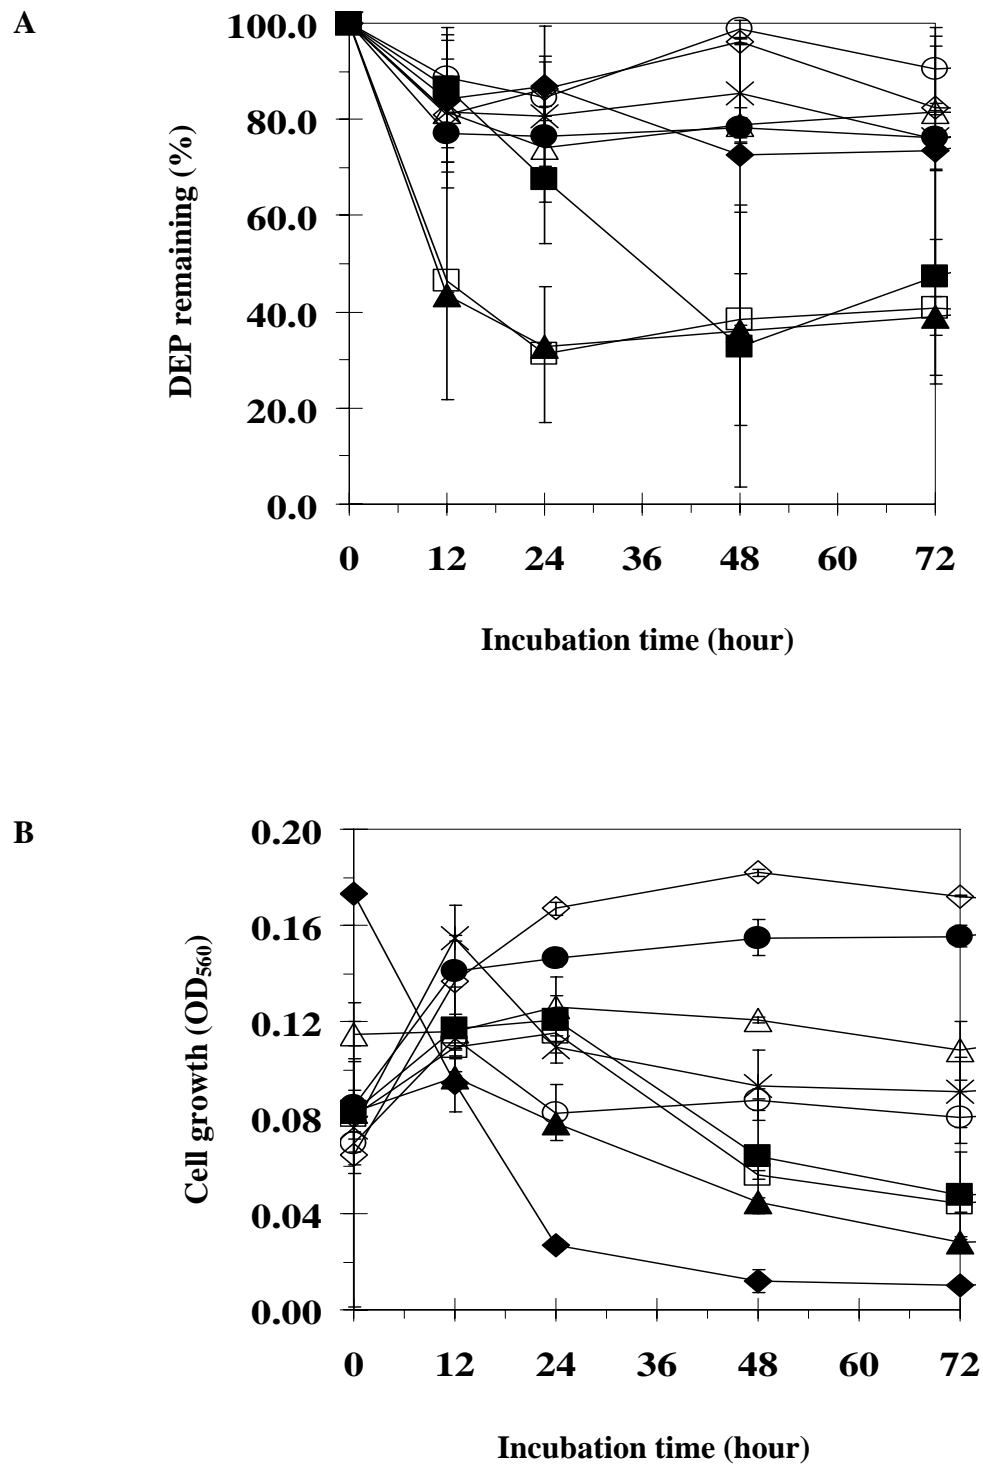 A
100.0
80.0
60.0
40.0
20.0
0.0
DEP remaining (%)
0 12 24 36 48 60 72
Incubation time (hour)
B
0.20
0.16
0.12
0.08
0.04
0.00
Cell growth (OD560)
0 12 24 36 48 60 72
Incubation time (hour)